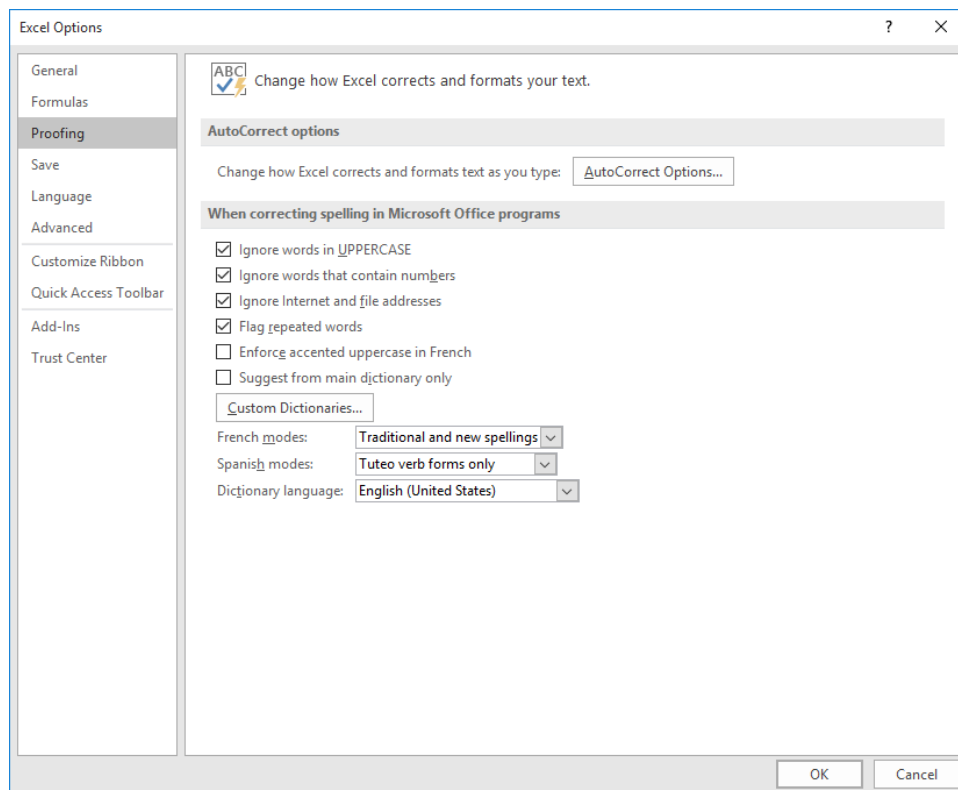 Excel Options
?
General
Formulas
Proofing
Save
Language
Advanced
Customize Ribbon
Quick Access Toolbar
Add-Ins
Trust Center
ABC
Change how Excel corrects and formats your text.
AutoCorrect options
Change how Excel corrects and formats text as you type: AutoCorrect Options...
When correcting spelling in Microsoft Office programs
Ignore words in UPPERCASE
Ignore words that contain numbers
Ignore Internet and file addresses
Flag repeated words
Enforce accented uppercase in French
Suggest from main dictionary only
Custom Dictionaries...
French modes: Traditional and new spellings
Spanish modes: Tuteo verb forms only
Dictionary language: English (United States)
OK Cancel